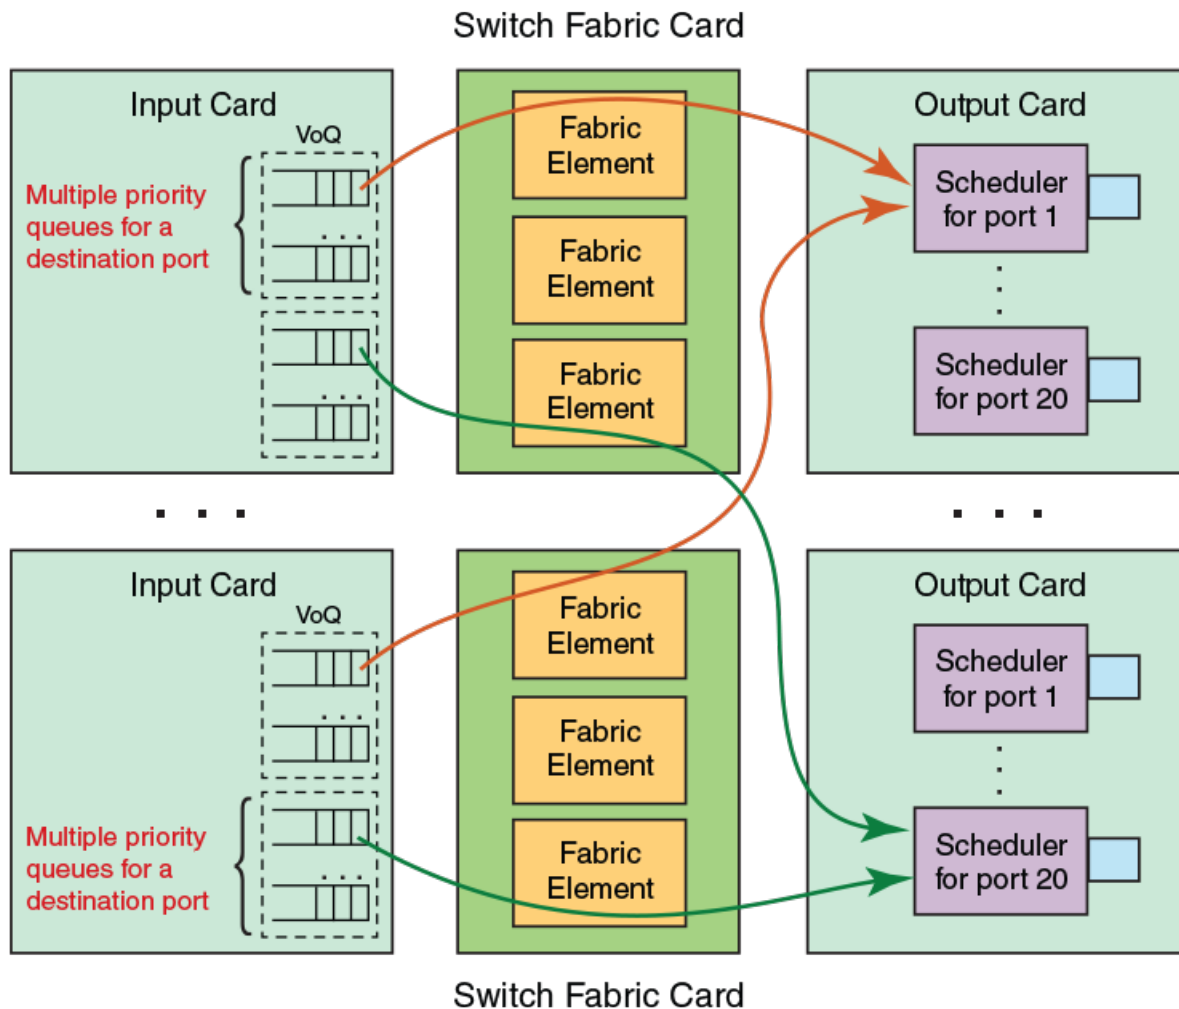 Switch Fabric Card
Input Card
VoQ
Multiple priority
queues for a
destination port
. . .
. . .
Fabric
Element
Fabric
Element
Fabric
Element
Output Card
Scheduler
for port 1
Scheduler
for port 20
. . .
. . .
Input Card
VoQ
. . .
Multiple priority
queues for a
destination port
. . .
Fabric
Element
Fabric
Element
Fabric
Element
Output Card
Scheduler
for port 1
Scheduler
for port 20
Switch Fabric Card